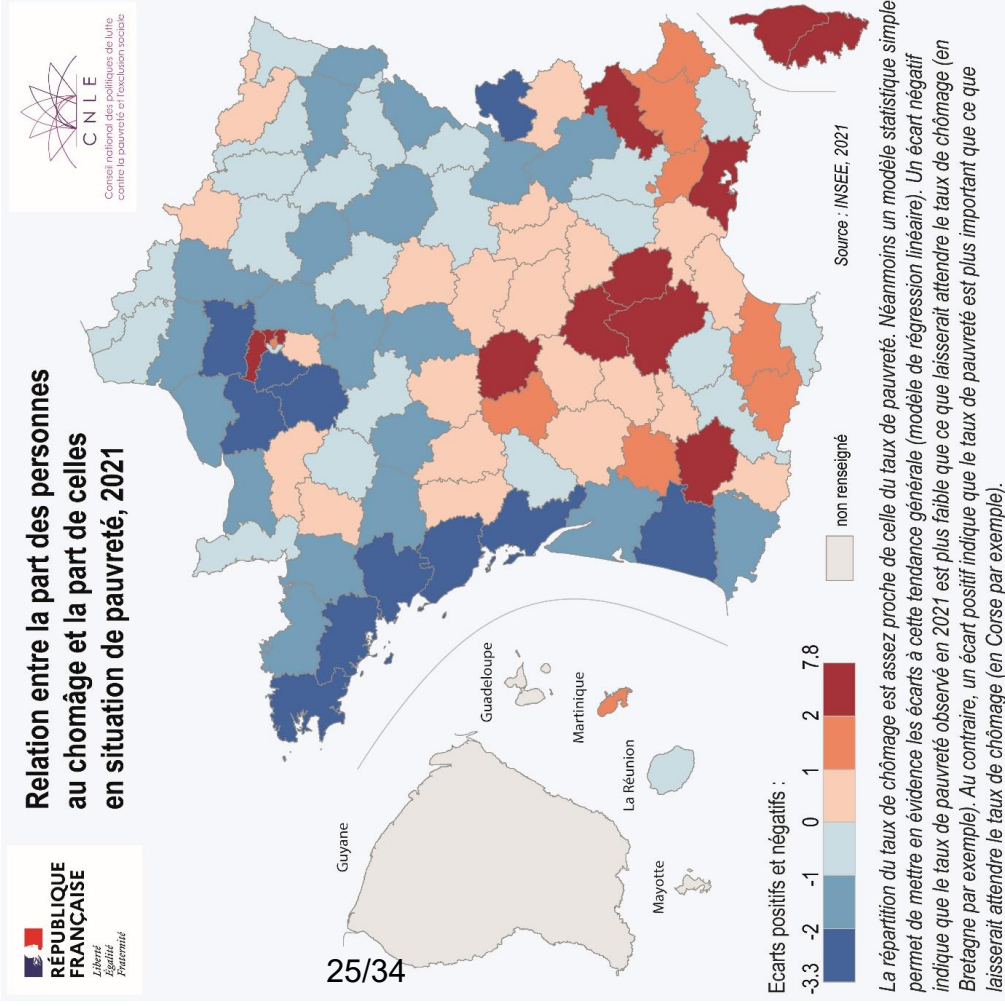 RÉPUBLIQUE
FRANÇAISE
Liberté
Égalité
Fraternité
Relation entre la part des personnes
au chomâge et la part de celles
en situation de pauvreté, 2021
CNLE
Conseil national des politiques de lutte
contre la pauvreté et l'exclusion sociale
Guyane
Guadeloupe
Martinique
La Réunion
Mayotte
25/34
Ecarts positifs et négatifs :
-3.3 -2 -1 0 1 2 7.8
non renseigné
Source : INSEE, 2021
La répartition du taux de chômage est assez proche de celle du taux de pauvreté. Néanmoins un modèle statistique simple
permet de mettre en évidence les écarts à cette tendance générale (modèle de régression linéaire). Un écart négatif
indique que le taux de pauvreté observé en 2021 est plus faible que ce que laisserait attendre le taux de chômage (en
Bretagne par exemple). Au contraire, un écart positif indique que le taux de pauvreté est plus important que ce que
laisserait attendre le taux de chômage (en Corse par exemple).